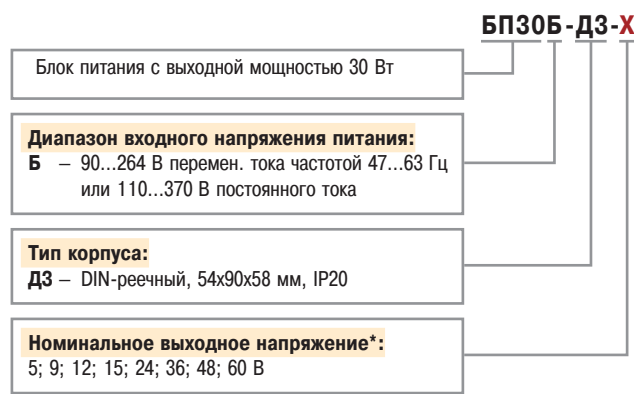 БП30Б-Д3-Х
Блок питания с выходной мощностью 30 Вт
Диапазон входного напряжения питания:
Б – 90...264 В перемен. тока частотой 47...63 Гц
или 110...370 В постоянного тока
Тип корпуса:
Д3 – DIN-реечный, 54х90х58 мм, IP20
Номинальное выходное напряжение*:
5; 9; 12; 15; 24; 36; 48; 60 В